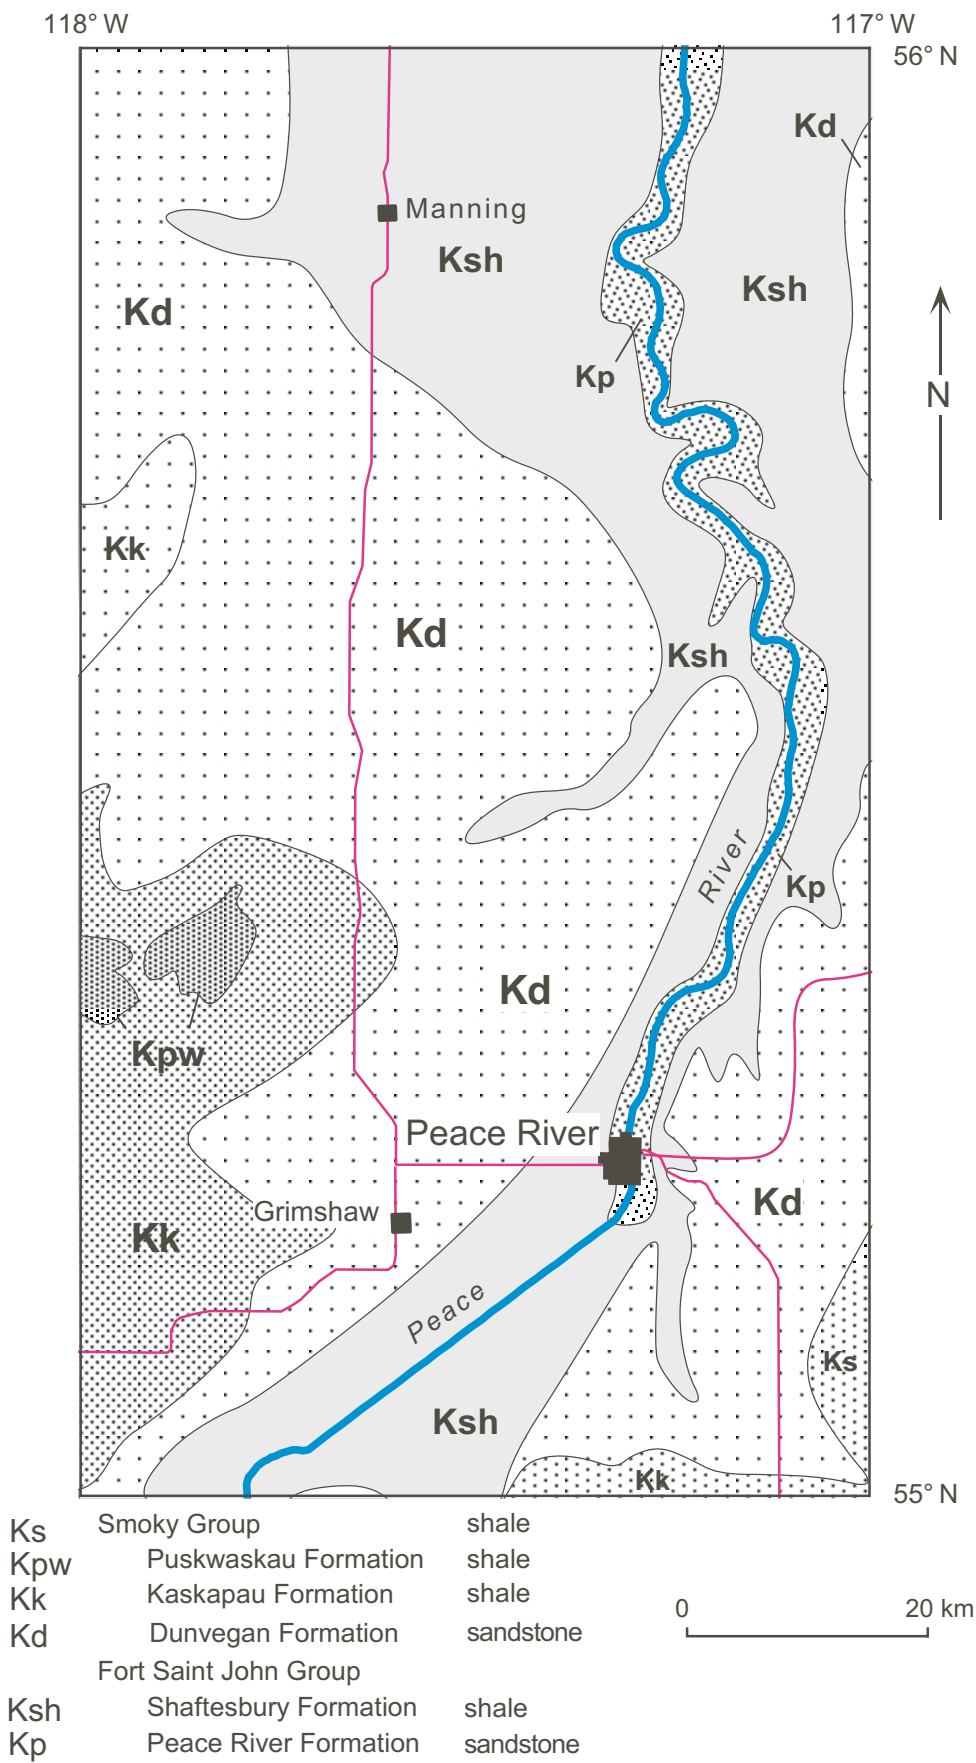 118° W 117° W
56° N
Kd
Manning
Ksh
Ksh
Kd
Kp
N
Kk
Kd
Ksh
River
Kp
Kd
Kpw
Peace River
Kd
Grimshaw
Kk
Peace
Ks
Ksh
Kk
55° N
Ks Smoky Group shale
Kpw Puskwaskau Formation shale
Kk Kaskapau Formation shale
0 20 km
Kd Dunvegan Formation sandstone
Fort Saint John Group
Ksh Shaftesbury Formation shale
Kp Peace River Formation sandstone